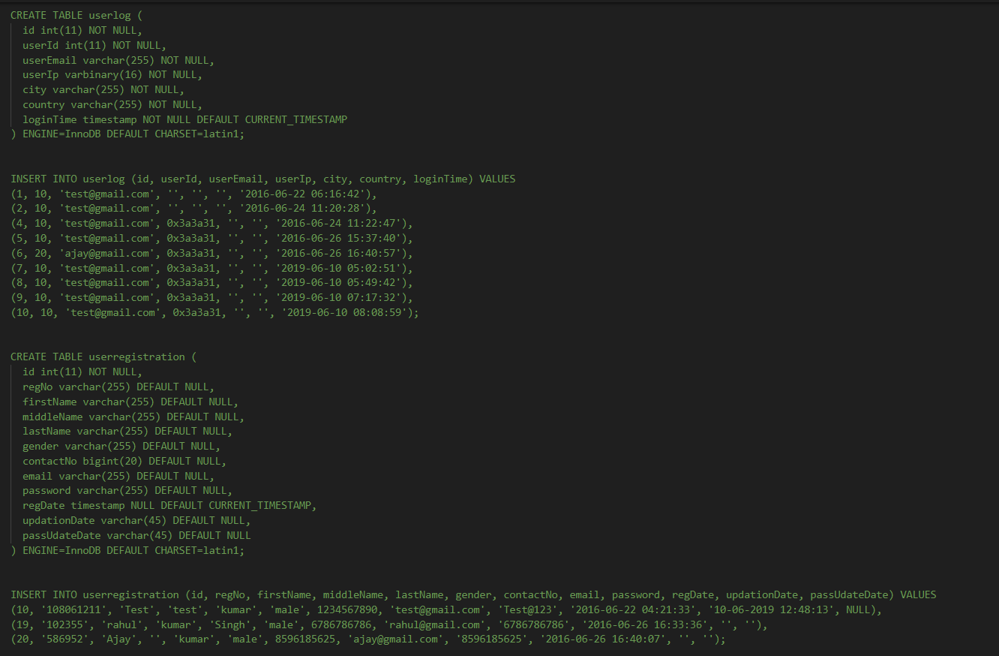 CREATE TABLE userlog (
id int(11) NOT NULL,
userId int(11) NOT NULL,
userEmail varchar(255) NOT NULL,
userIp varbinary(16) NOT NULL,
city varchar(255) NOT NULL,
country varchar(255) NOT NULL,
loginTime timestamp NOT NULL DEFAULT CURRENT_TIMESTAMP
) ENGINE=InnoDB DEFAULT CHARSET=latin1;
INSERT INTO userlog (id, userId, userEmail, userIp, city, country, loginTime) VALUES
(1, 10, 'test@gmail.com', '', '', '', '2016-06-22 06:16:42'),
(2, 10, 'test@gmail.com', '', '', '', '2016-06-24 11:20:28'),
(4, 10, 'test@gmail.com', 0x3a3a31, '', '', '2016-06-24 11:22:47'),
(5, 10, 'test@gmail.com', 0x3a3a31, '', '', '2016-06-26 15:37:40'),
(6, 20, 'ajay@gmail.com', 0x3a3a31, '', '', '2016-06-26 16:40:57'),
(7, 10, 'test@gmail.com', 0x3a3a31, '', '', '2019-06-10 05:02:51'),
(8, 10, 'test@gmail.com', 0x3a3a31, '', '', '2019-06-10 05:49:42'),
(9, 10, 'test@gmail.com', 0x3a3a31, '', '', '2019-06-10 07:17:32'),
(10, 10, 'test@gmail.com', 0x3a3a31, '', '', '2019-06-10 08:08:59');
CREATE TABLE userregistration (
id int(11) NOT NULL,
regNo varchar(255) DEFAULT NULL,
firstName varchar(255) DEFAULT NULL,
middleName varchar(255) DEFAULT NULL,
lastName varchar(255) DEFAULT NULL,
gender varchar(255) DEFAULT NULL,
contactNo bigint(20) DEFAULT NULL,
email varchar(255) DEFAULT NULL,
password varchar(255) DEFAULT NULL,
regDate timestamp NULL DEFAULT CURRENT_TIMESTAMP,
updationDate varchar(45) DEFAULT NULL,
passUdateDate varchar(45) DEFAULT NULL
) ENGINE=InnoDB DEFAULT CHARSET=latin1;
INSERT INTO userregistration (id, regNo, firstName, middleName, lastName, gender, contactNo, email, password, regDate, updationDate, passUdateDate) VALUES
(10, '108061211', 'Test', 'test', 'kumar', 'male', 1234567890, 'test@gmail.com', 'Test@123', '2016-06-22 04:21:33', '10-06-2019 12:48:13', NULL),
(19, '102355', 'rahul', 'kumar', 'Singh', 'male', 6786786786, 'rahul@gmail.com', '6786786786', '2016-06-26 16:33:36', '', ''),
(20, '586952', 'Ajay', '', 'kumar', 'male', 8596185625, 'ajay@gmail.com', '8596185625', '2016-06-26 16:40:07', '', '');